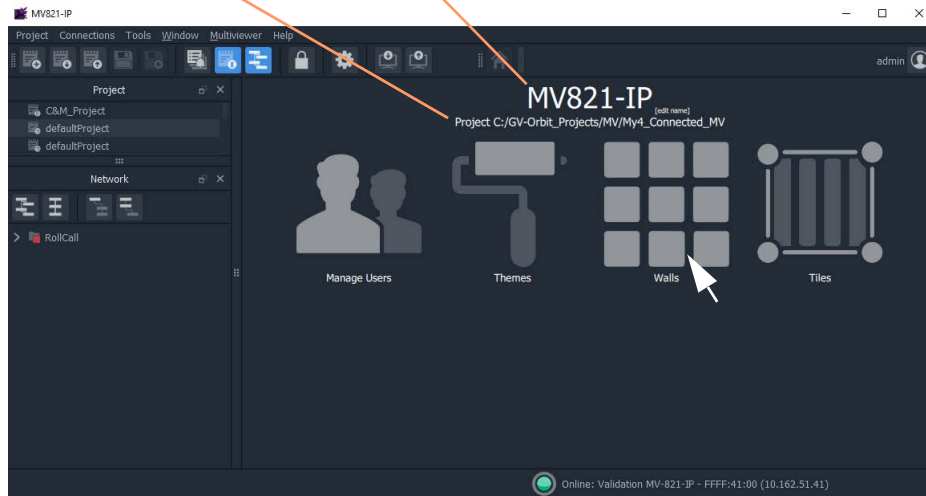 MV821-IP
Project Connections Tools Window Multiviewer Help
admin
Project
C&M_Project
defaultProject
defaultProject
Network
RollCall
MV821-IP
[edit name]
Project C:/GV-Orbit_Projects/MV/My4_Connected_MV
Manage Users
Themes
Walls
Tiles
Online: Validation MV-821-IP - FFFF:41:00 (10.162.51.41)